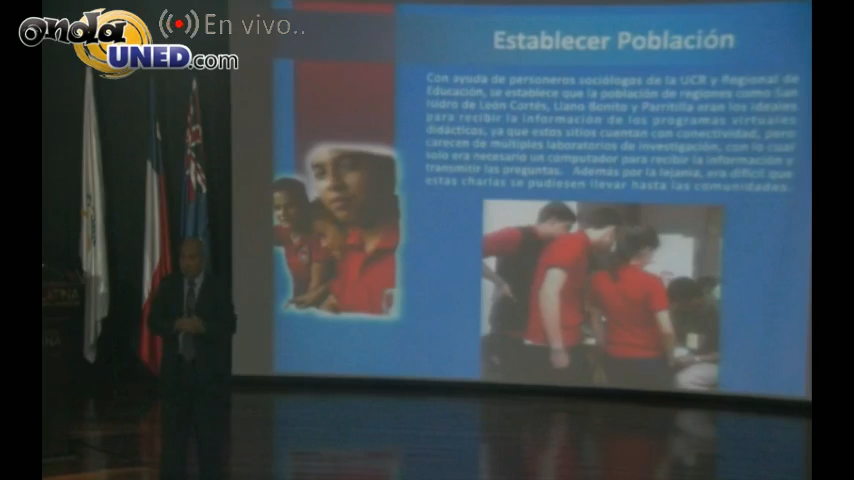 onda UNED.com
En vivo..
Establecer Población
Con ayuda de personeros sociólogos de la UCR y Regional de
Educación, se establece que la población de regiones como San
Isidro de León Cortés, Llano Bonito y Parritilla eran los ideales
para recibir la información de los programas virtuales
didácticos, ya que estos sitios cuentan con conectividad, pero
carecen de múltiples laboratorios de investigación, con lo cual
solo era necesario un computador para recibir la información y
transmitir las preguntas. Además por la lejanía, era difícil que
estas charlas se pudiesen llevar hasta las comunidades.